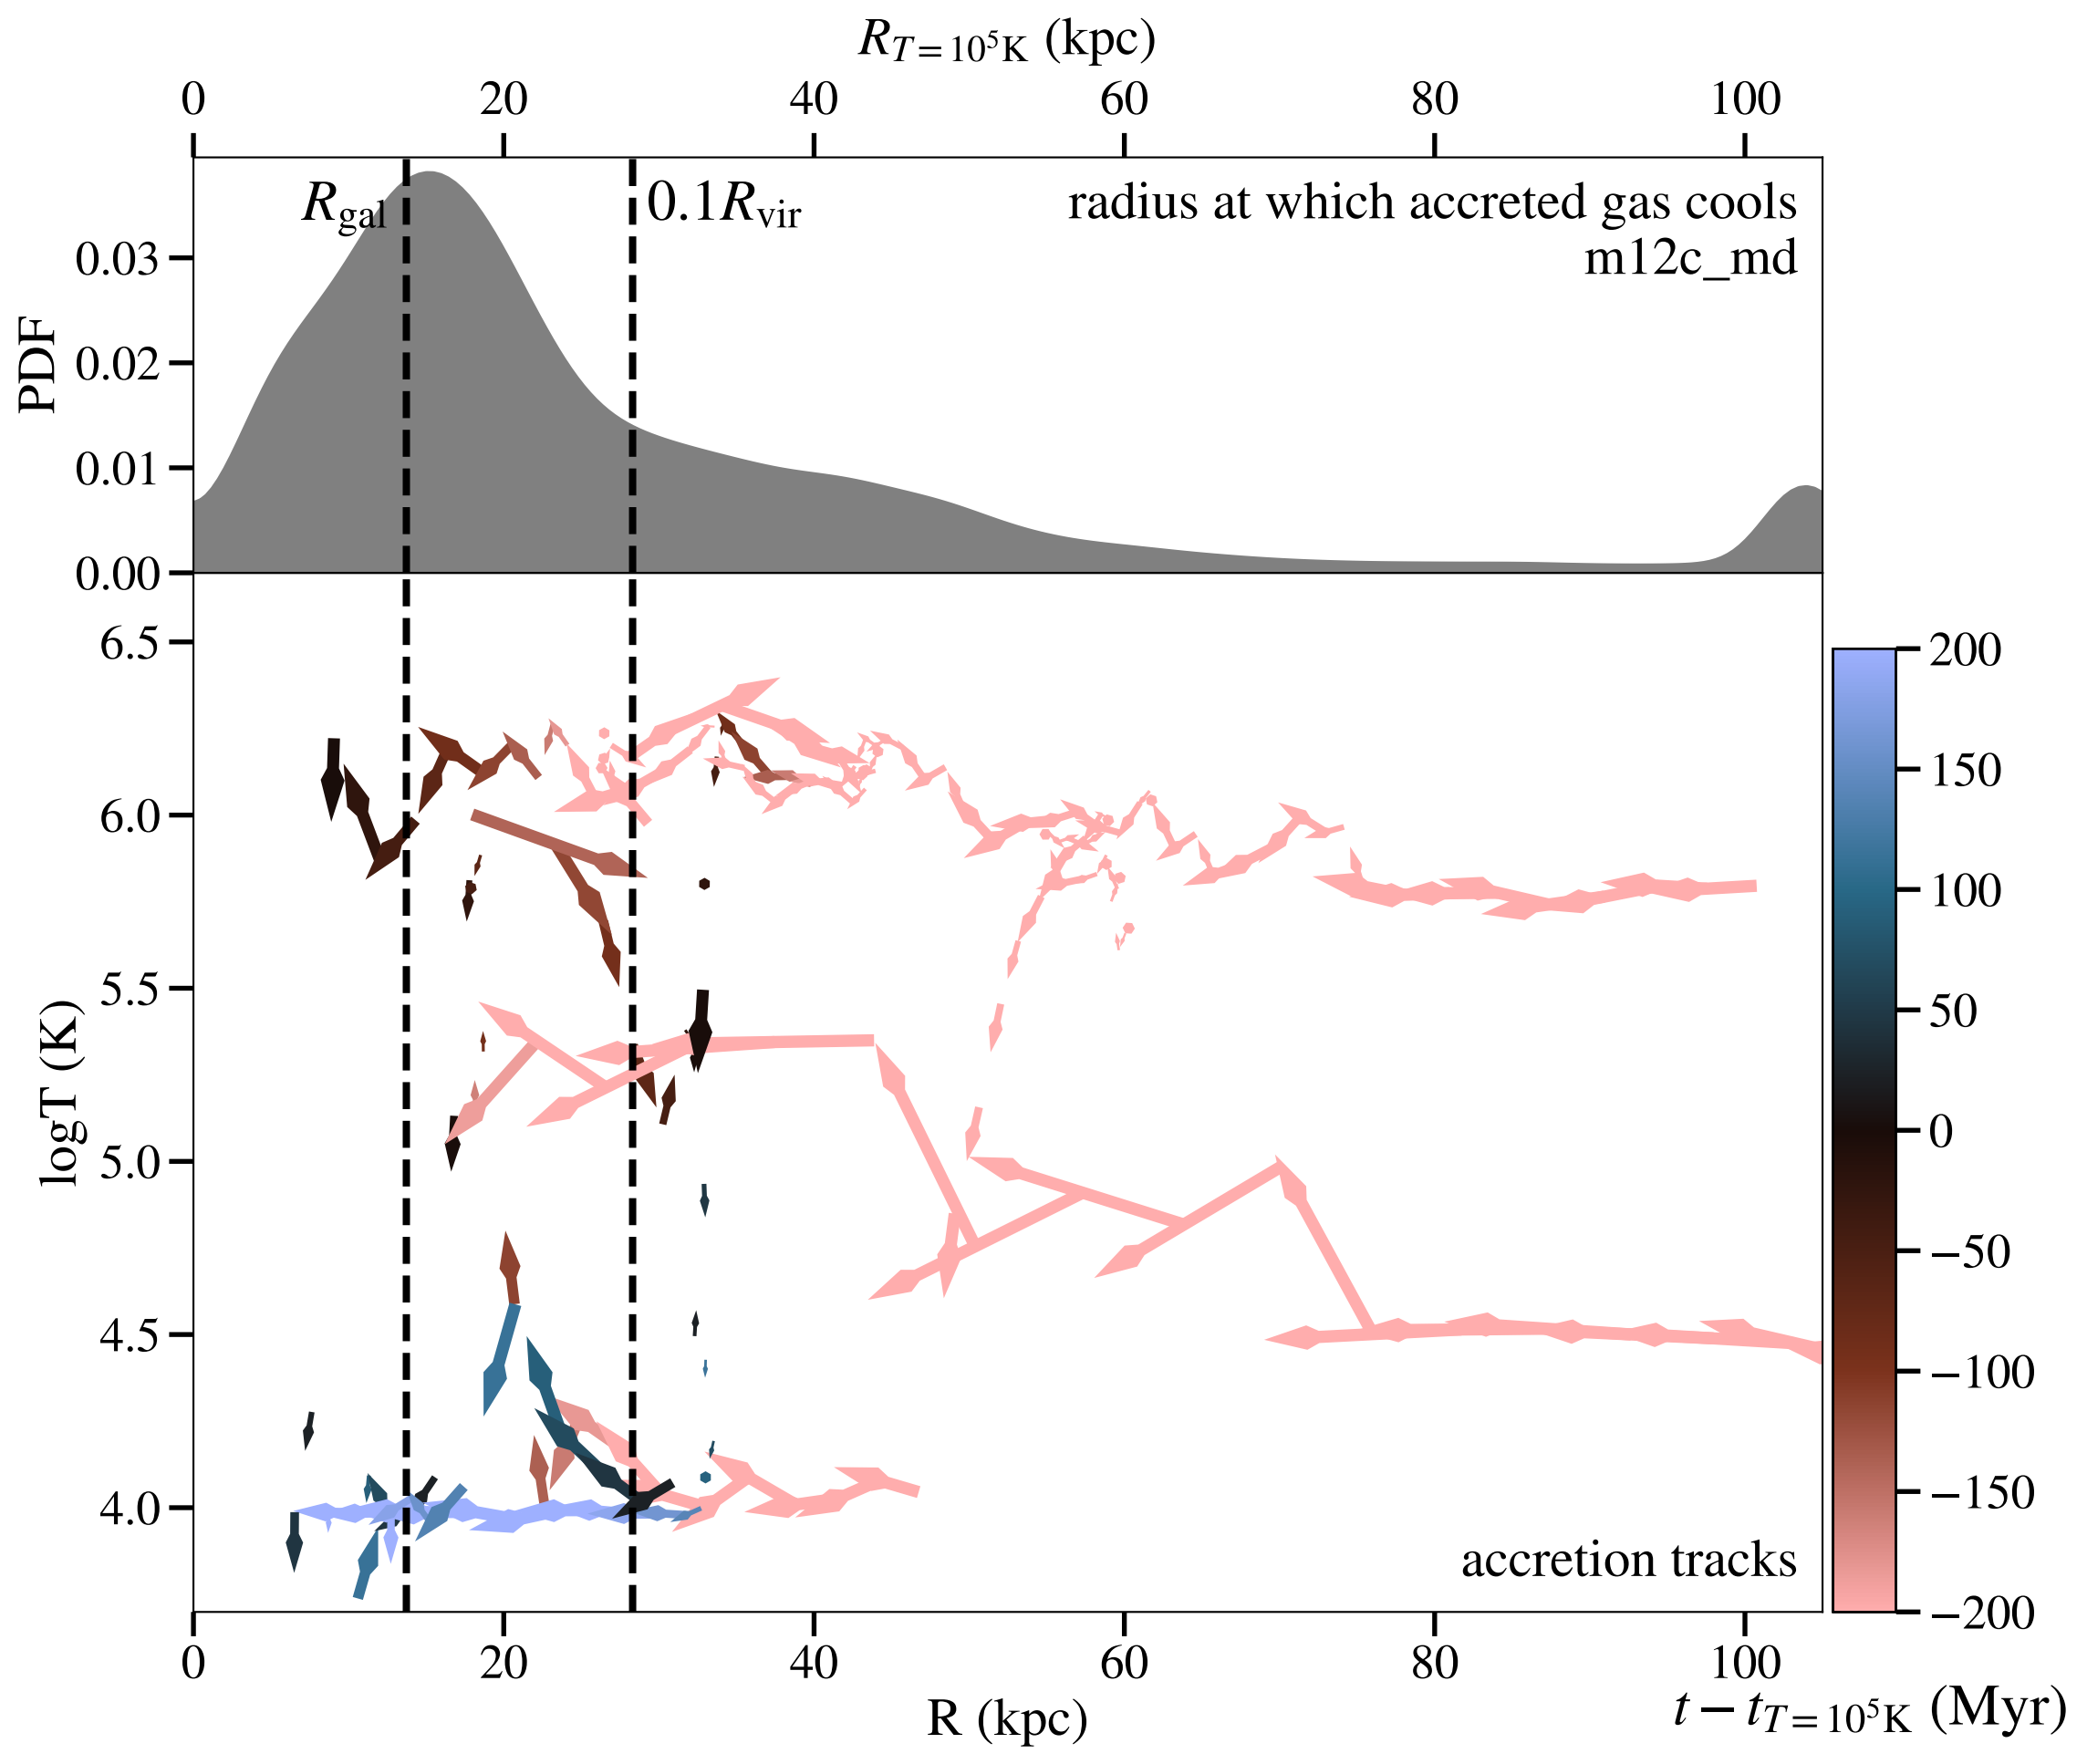 R_{T=10^5K} (kpc)
0 20 40 60 80 100
R_gal 0.1R_vir radius at which accreted gas cools
m12c_md
0.03
0.02
0.01
0.00
PDF
6.5
6.0
5.5
5.0
4.5
4.0
logT (K)
accretion tracks
0 20 40 60 80 100
R (kpc)
200
150
100
50
0
−50
−100
−150
−200
t − t_{T=10^5K} (Myr)